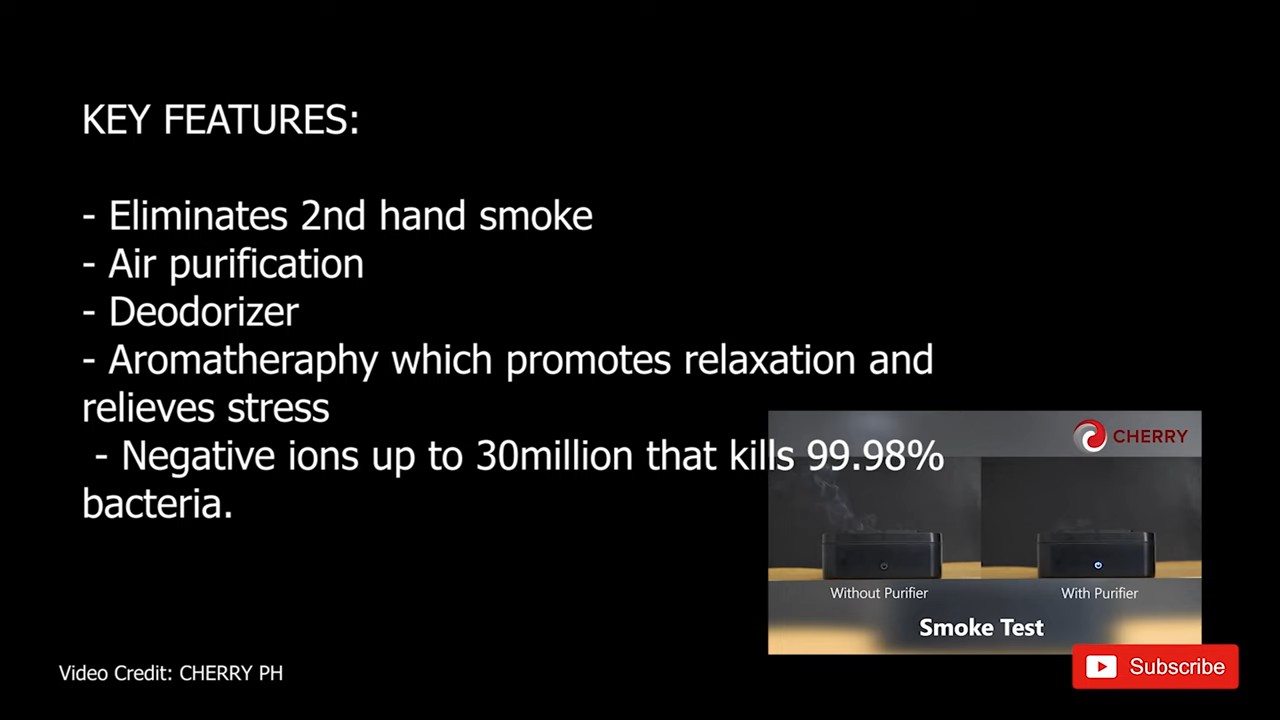 KEY FEATURES:
- Eliminates 2nd hand smoke
- Air purification
- Deodorizer
- Aromatheraphy which promotes relaxation and
relieves stress
- Negative ions up to 30million that kills 99.98%
bacteria.
CHERRY
Without Purifier
With Purifier
Smoke Test
Video Credit: CHERRY PH
Subscribe